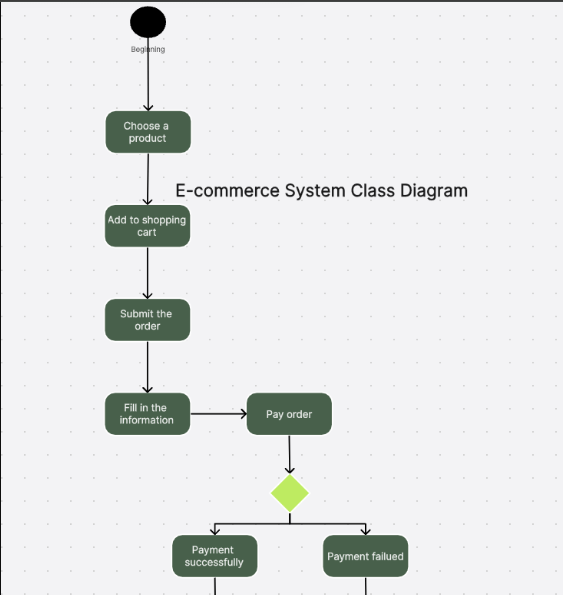 Beginning
Choose a
product
E-commerce System Class Diagram
Add to shopping
cart
Submit the
order
Fill in the
information
Pay order
Payment
successfully
Payment failued